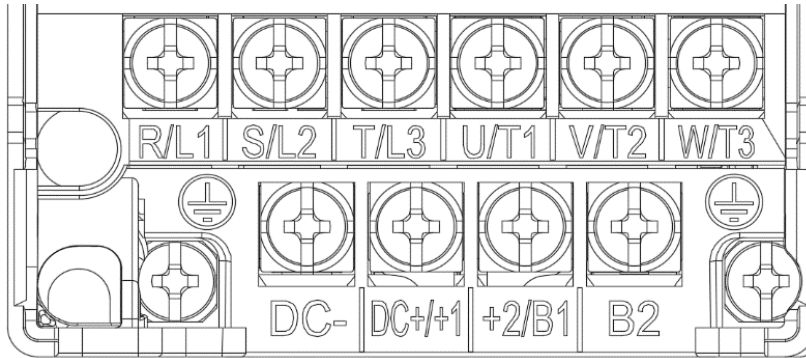 R/L1 S/L2 T/L3 U/T1 V/T2 W/T3
DC- DC+/+1 +2/B1 B2